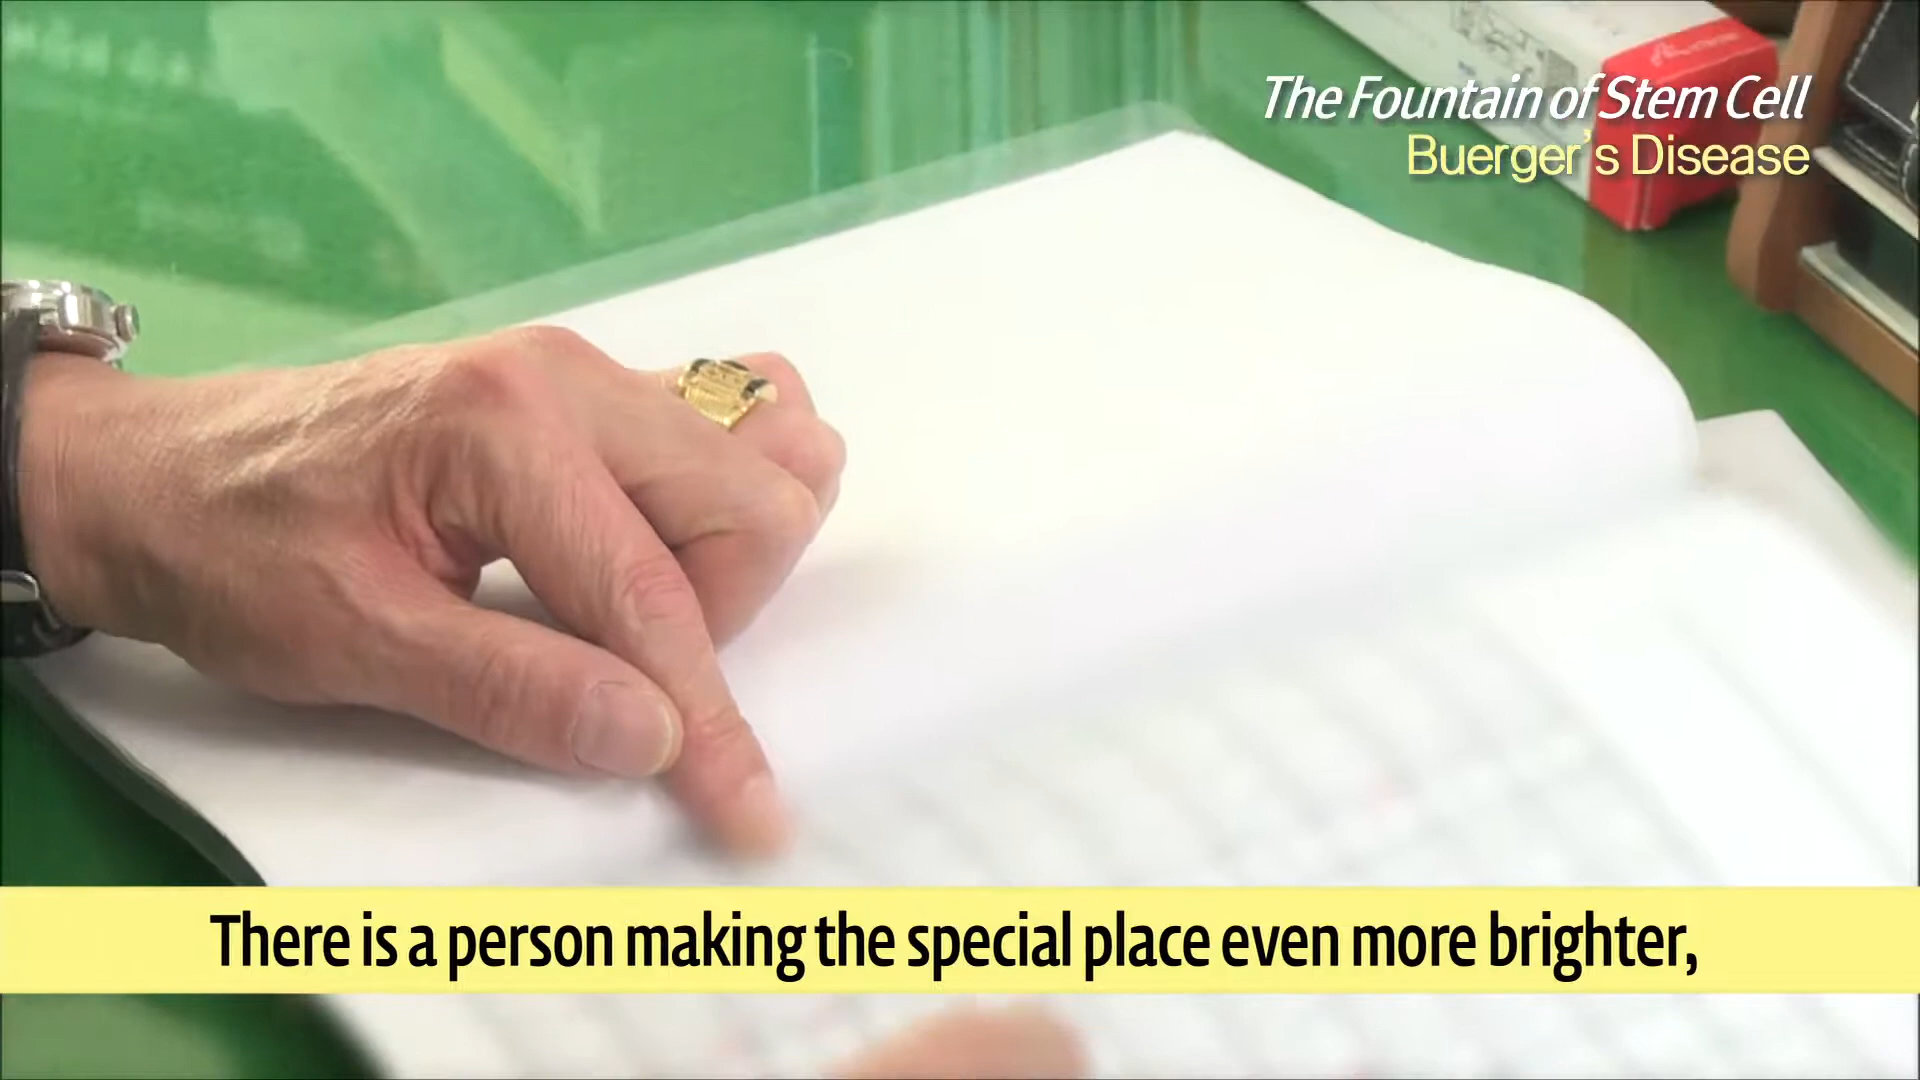 The Fountain of Stem Cell
Buerger's Disease
There is a person making the special place even more brighter,